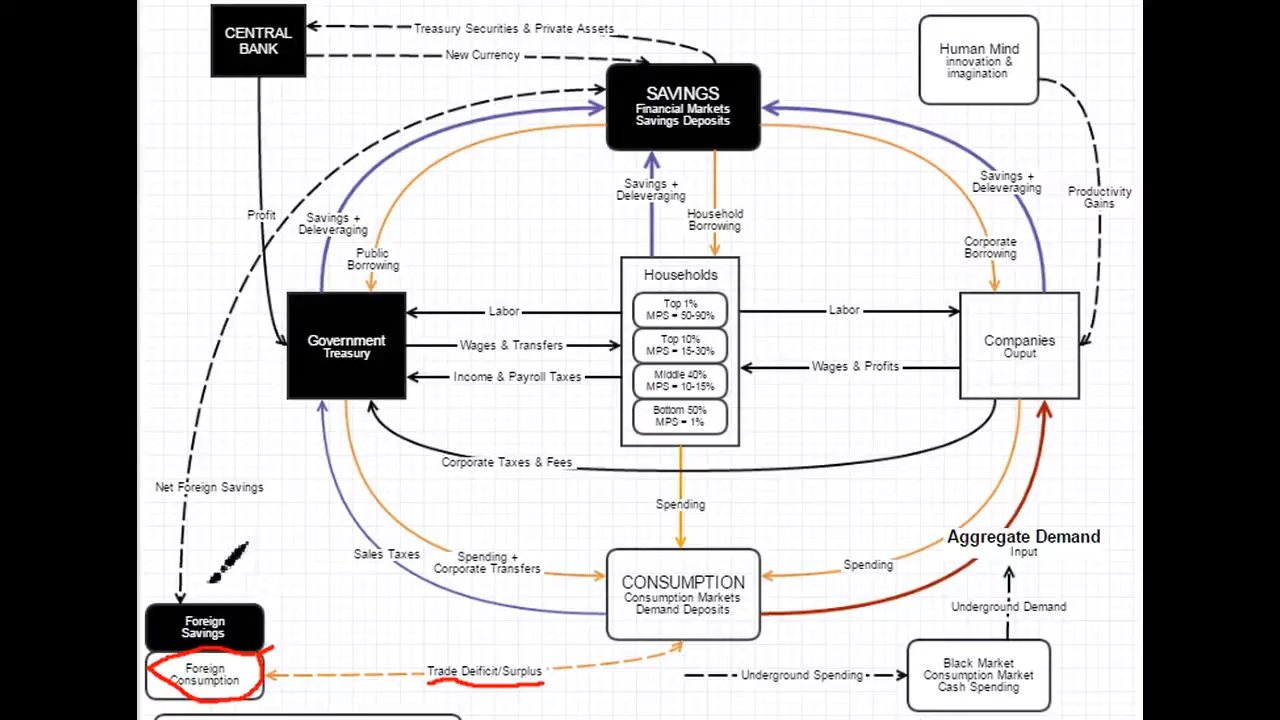 CENTRAL
BANK
Treasury Securities & Private Assets
New Currency
SAVINGS
Financial Markets
Savings Deposits
Human Mind
innovation &
imagination
Productivity
Gains
Profit
Savings +
Deleveraging
Public
Borrowing
Savings +
Deleveraging
Household
Borrowing
Savings +
Deleveraging
Corporate
Borrowing
Government
Treasury
Labor
Wages & Transfers
Income & Payroll Taxes
Households
Top 1%
MPS = 50-90%
Top 10%
MPS = 15-30%
Middle 40%
MPS = 10-15%
Bottom 50%
MPS = 1%
Labor
Wages & Profits
Companies
Ouput
Corporate Taxes & Fees
Net Foreign Savings
Spending
Sales Taxes
Spending +
Corporate Transfers
CONSUMPTION
Consumption Markets
Demand Deposits
Spending
Aggregate Demand
Input
Underground Demand
Foreign
Savings
Foreign
Consumption
Trade Deificit/Surplus
Underground Spending
Black Market
Consumption Market
Cash Spending